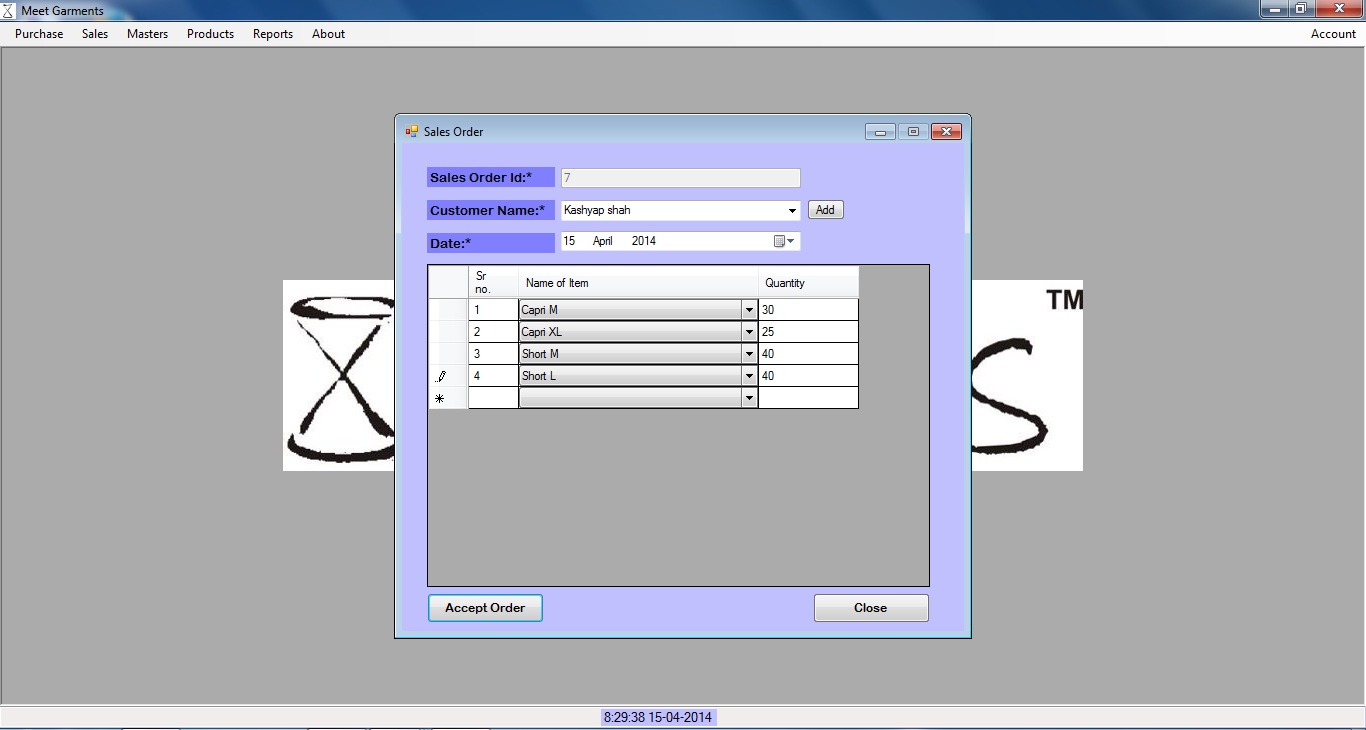 Meet Garments
Purchase Sales Masters Products Reports About Account
Sales Order
Sales Order Id:* 7
Customer Name:* Kashyap shah Add
Date:* 15 April 2014
Sr no. Name of Item Quantity
1 Capri M 30
2 Capri XL 25
3 Short M 40
4 Short L 40
TM
S
Accept Order Close
8:29:38 15-04-2014